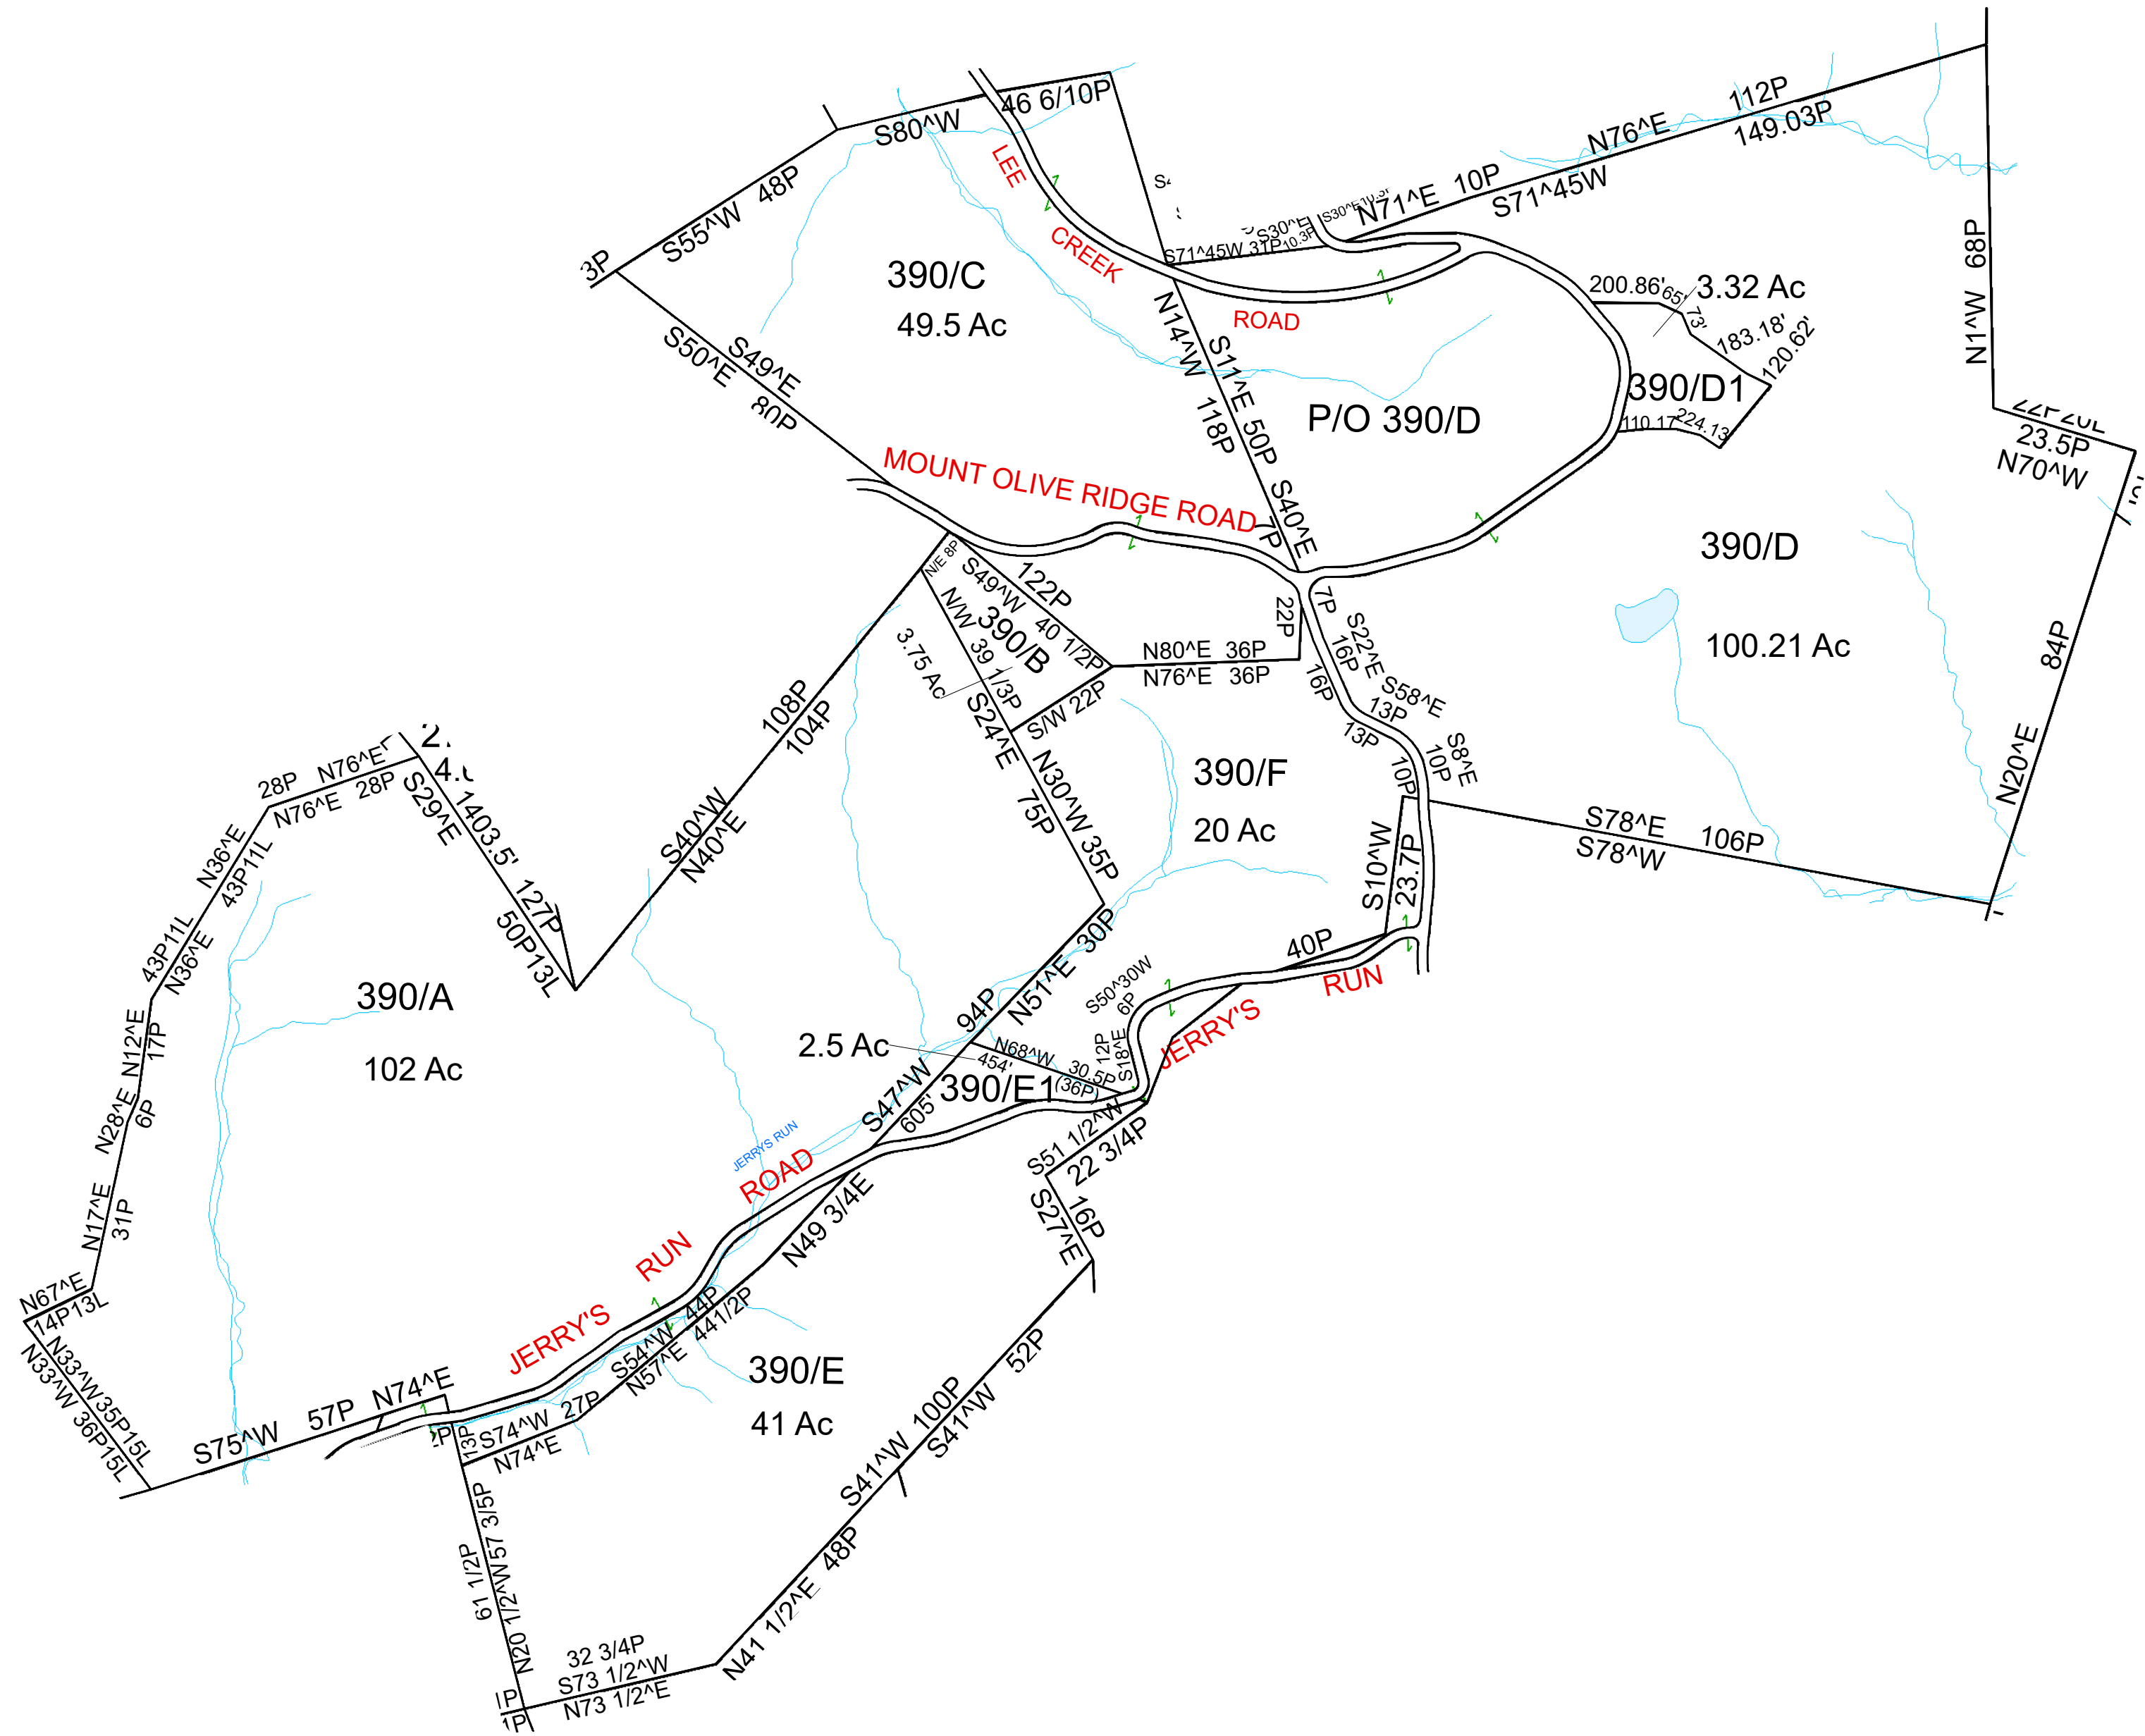 46 6/10P
S80^W
112P
N76^E
149.03P
LEE
48P
S55^W
N71^E 10P
S71^45W
S30^E
S30^E10.3'
10.3P
S71^45W 31P
3P
CREEK
N1^W 68P
390/C
49.5 Ac
200.86'
65'
3.32 Ac
73'
183.18'
120.62'
ROAD
N14^W 118P
S11^E 50P
S49^E
S50^E
80P
390/D1
P/O 390/D
110.17
224.13
23.5P
N70^W
MOUNT OLIVE RIDGE ROAD
7P
S40^E
390/D
100.21 Ac
N/E 8P
S49^W 40 1/2P
122P
N/W 39 1/3P
390/B
3.75 Ac
22P
7P
S22^E
16P
16P
N80^E 36P
N76^E 36P
S58^E
13P
13P
84P
N20^E
108P
104P
S24^E
75P
S/W 22P
N30^W 35P
S8^E
10P
10P
390/F
20 Ac
28P N76^E
N76^E 28P
S29^E
1403.5'
127P
50P13L
S40^W
N40^E
N36^E
43P11L
43P11L
N36^E
S78^E 106P
S78^W
S10^W
23.7P
40P
RUN
JERRY'S
94P
N51^E 30P
S50^30W
6P
12P
S18^E
390/A
102 Ac
N12^E
17P
N28^E
6P
2.5 Ac
N68^W 30.5P
454'
(36P)
390/E1
S47^W
605'
JERRYS RUN
S51 1/2^W
22 3/4P
S27^E
16P
N17^E
31P
ROAD
N49 3/4E
RUN
JERRY'S
N67^E
14P13L
N33^W35P15L
N33^W 36P15L
S54^W 44P
N57^E 441/2P
390/E
41 Ac
S75^W 57P N74^E
13P
S74^W 27P
N74^E
S41^W 100P
S41^W 52P
61 1/2P
N20 1/2^W57 3/5P
N41 1/2^E 48P
32 3/4P
S73 1/2^W
N73 1/2^E